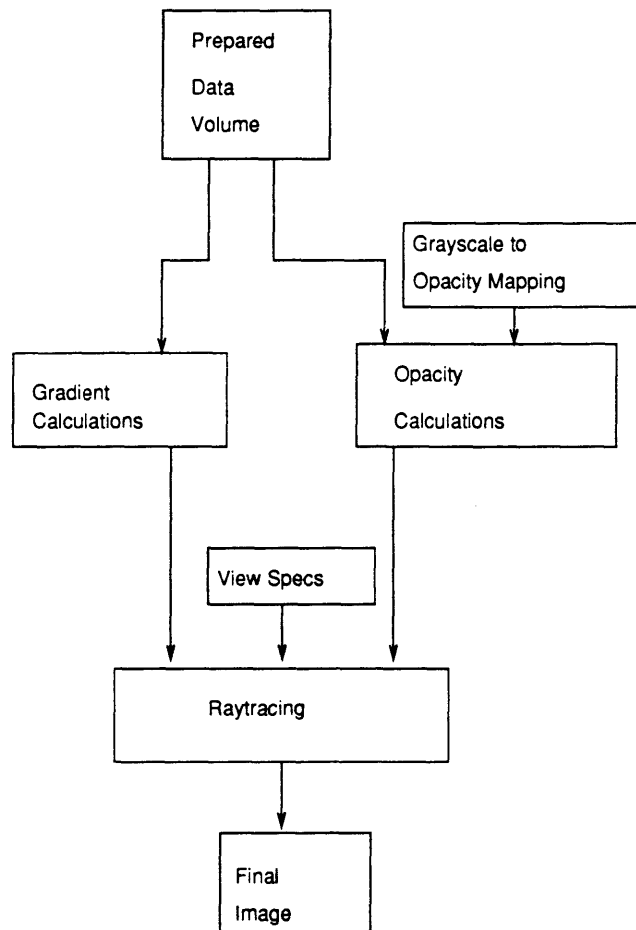 Prepared
Data
Volume
Grayscale to
Opacity Mapping
Gradient
Calculations
Opacity
Calculations
View Specs
Raytracing
Final
Image